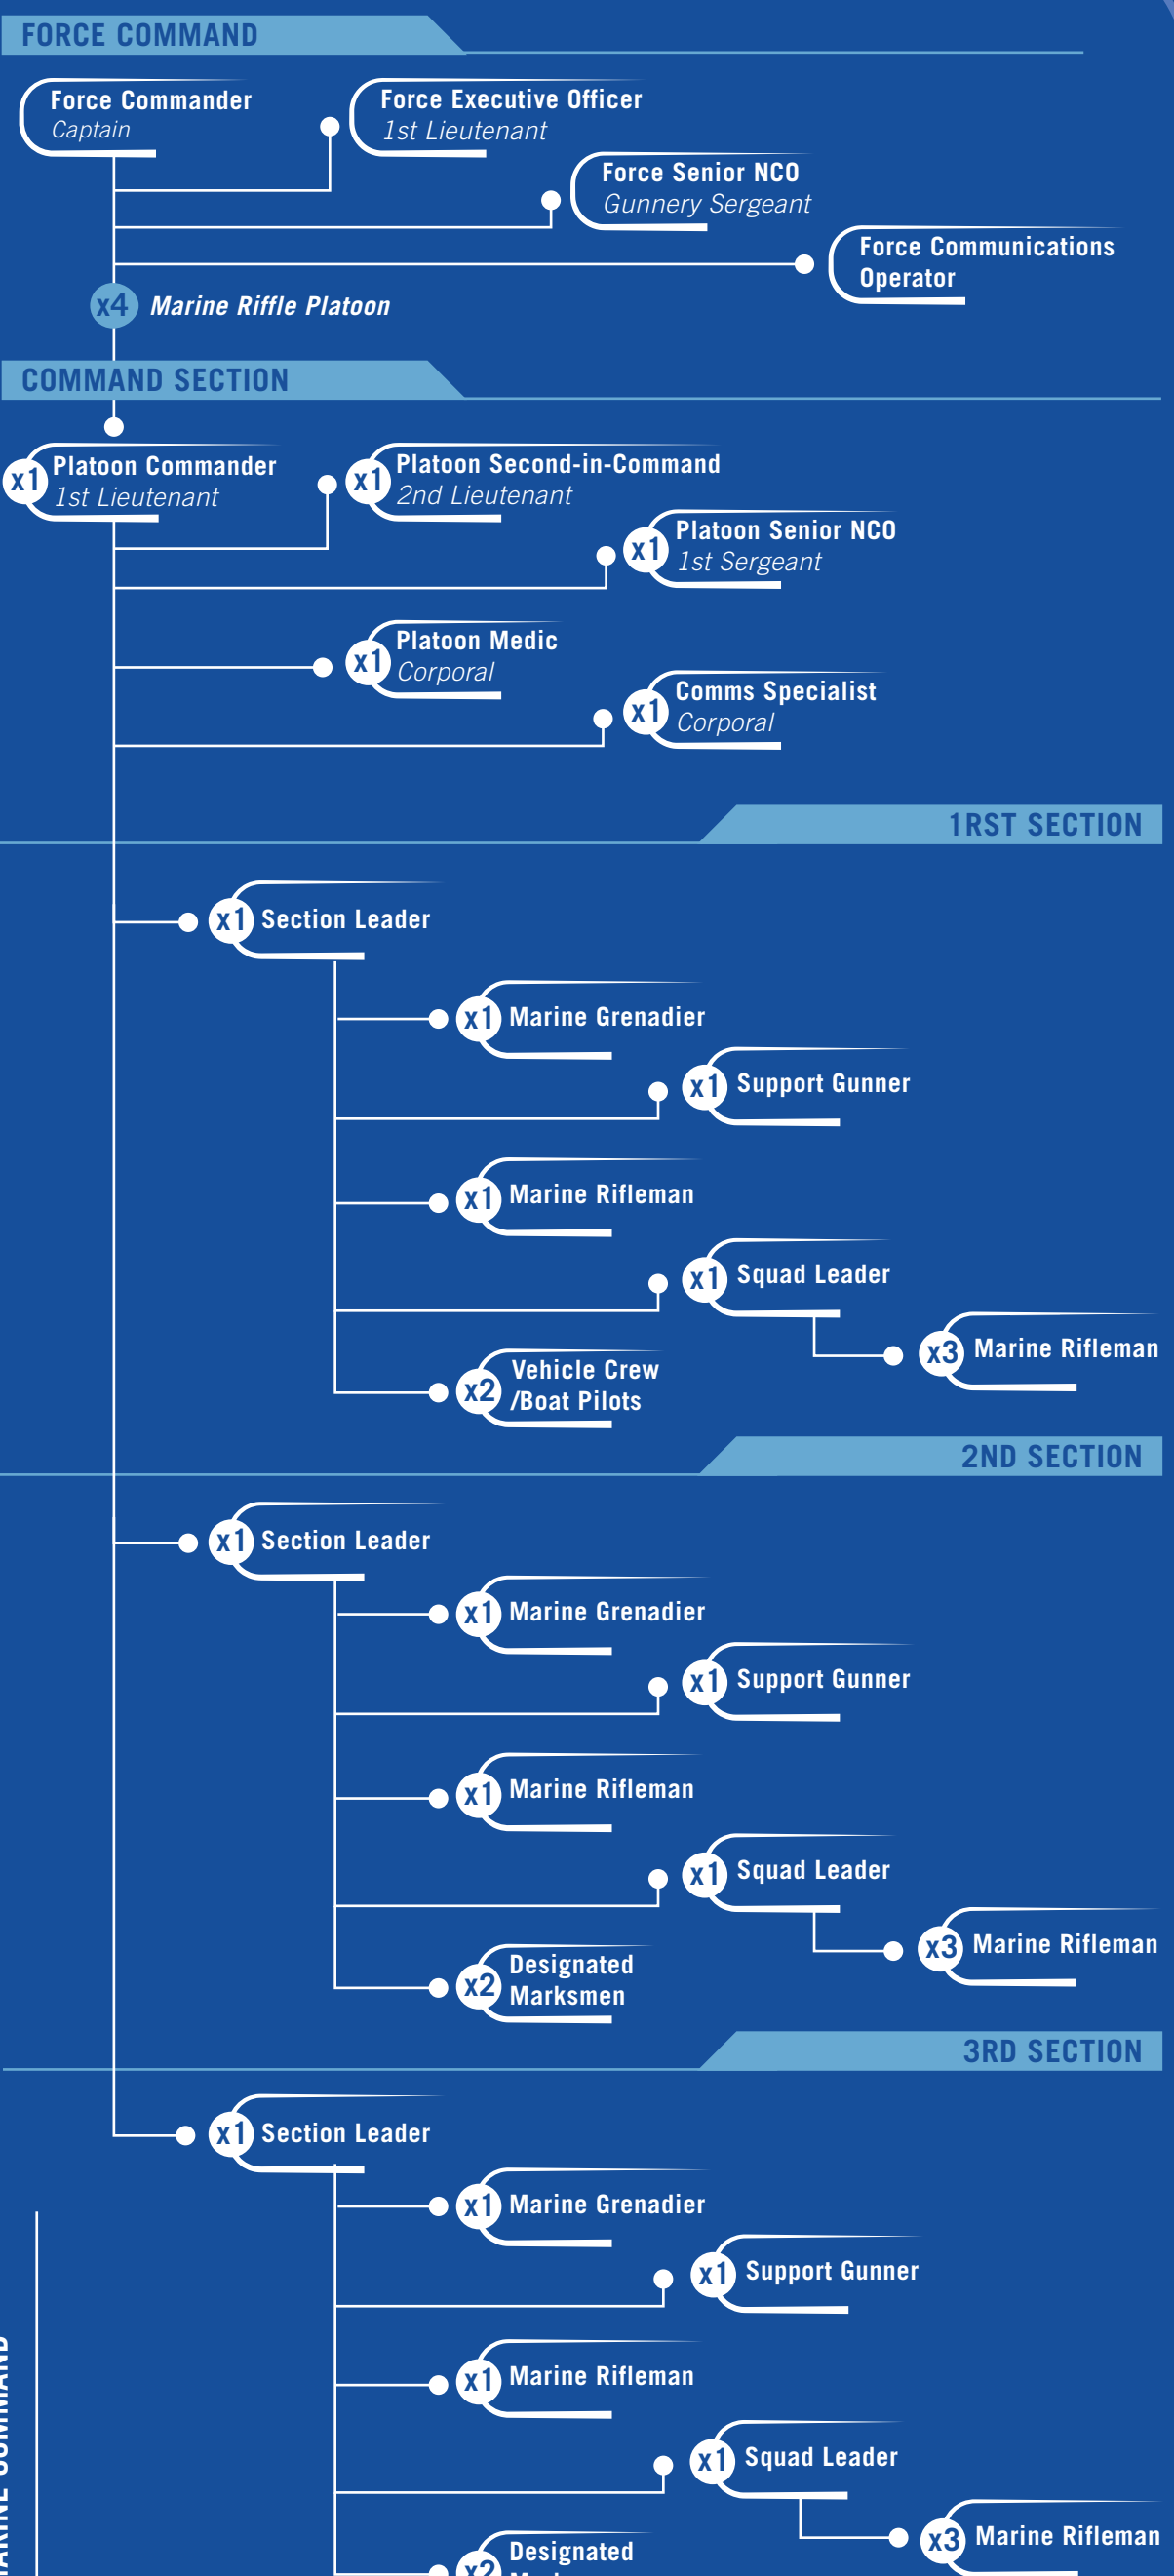 FORCE COMMAND
Force Commander
Captain
Force Executive Officer
1st Lieutenant
Force Senior NCO
Gunnery Sergeant
Force Communications
Operator
x4 Marine Riffle Platoon
COMMAND SECTION
x1 Platoon Commander
1st Lieutenant
x1 Platoon Second-in-Command
2nd Lieutenant
x1 Platoon Senior NCO
1st Sergeant
x1 Platoon Medic
Corporal
x1 Comms Specialist
Corporal
1RST SECTION
x1 Section Leader
x1 Marine Grenadier
x1 Support Gunner
x1 Marine Rifleman
x1 Squad Leader
x3 Marine Rifleman
x2 Vehicle Crew
/Boat Pilots
2ND SECTION
x1 Section Leader
x1 Marine Grenadier
x1 Support Gunner
x1 Marine Rifleman
x1 Squad Leader
x3 Marine Rifleman
x2 Designated
Marksmen
3RD SECTION
x1 Section Leader
x1 Marine Grenadier
x1 Support Gunner
x1 Marine Rifleman
x1 Squad Leader
x3 Marine Rifleman
x2 Designated